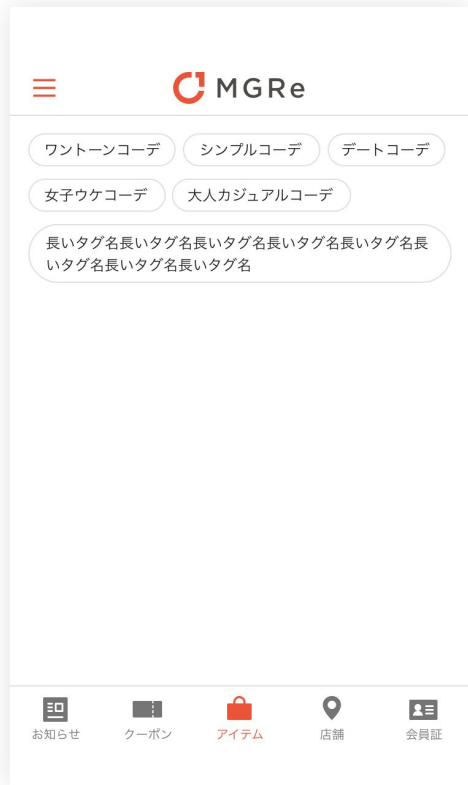 MGRe
ワントーンコーデ シンプルコーデ デートコーデ
女子ウケコーデ 大人カジュアルコーデ
長いタグ名長いタグ名長いタグ名長いタグ名長いタグ名長
いタグ名長いタグ名長いタグ名
お知らせ クーポン アイテム 店舗 会員証